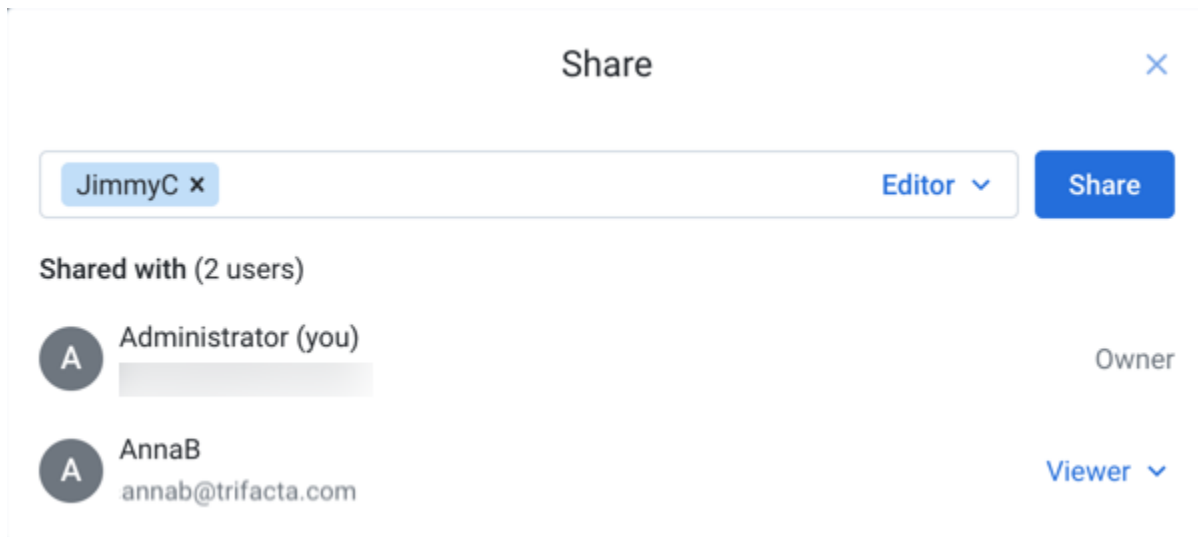 Share
JimmyC × Editor Share
Shared with (2 users)
A Administrator (you) Owner
A AnnaB Viewer
annab@trifacta.com